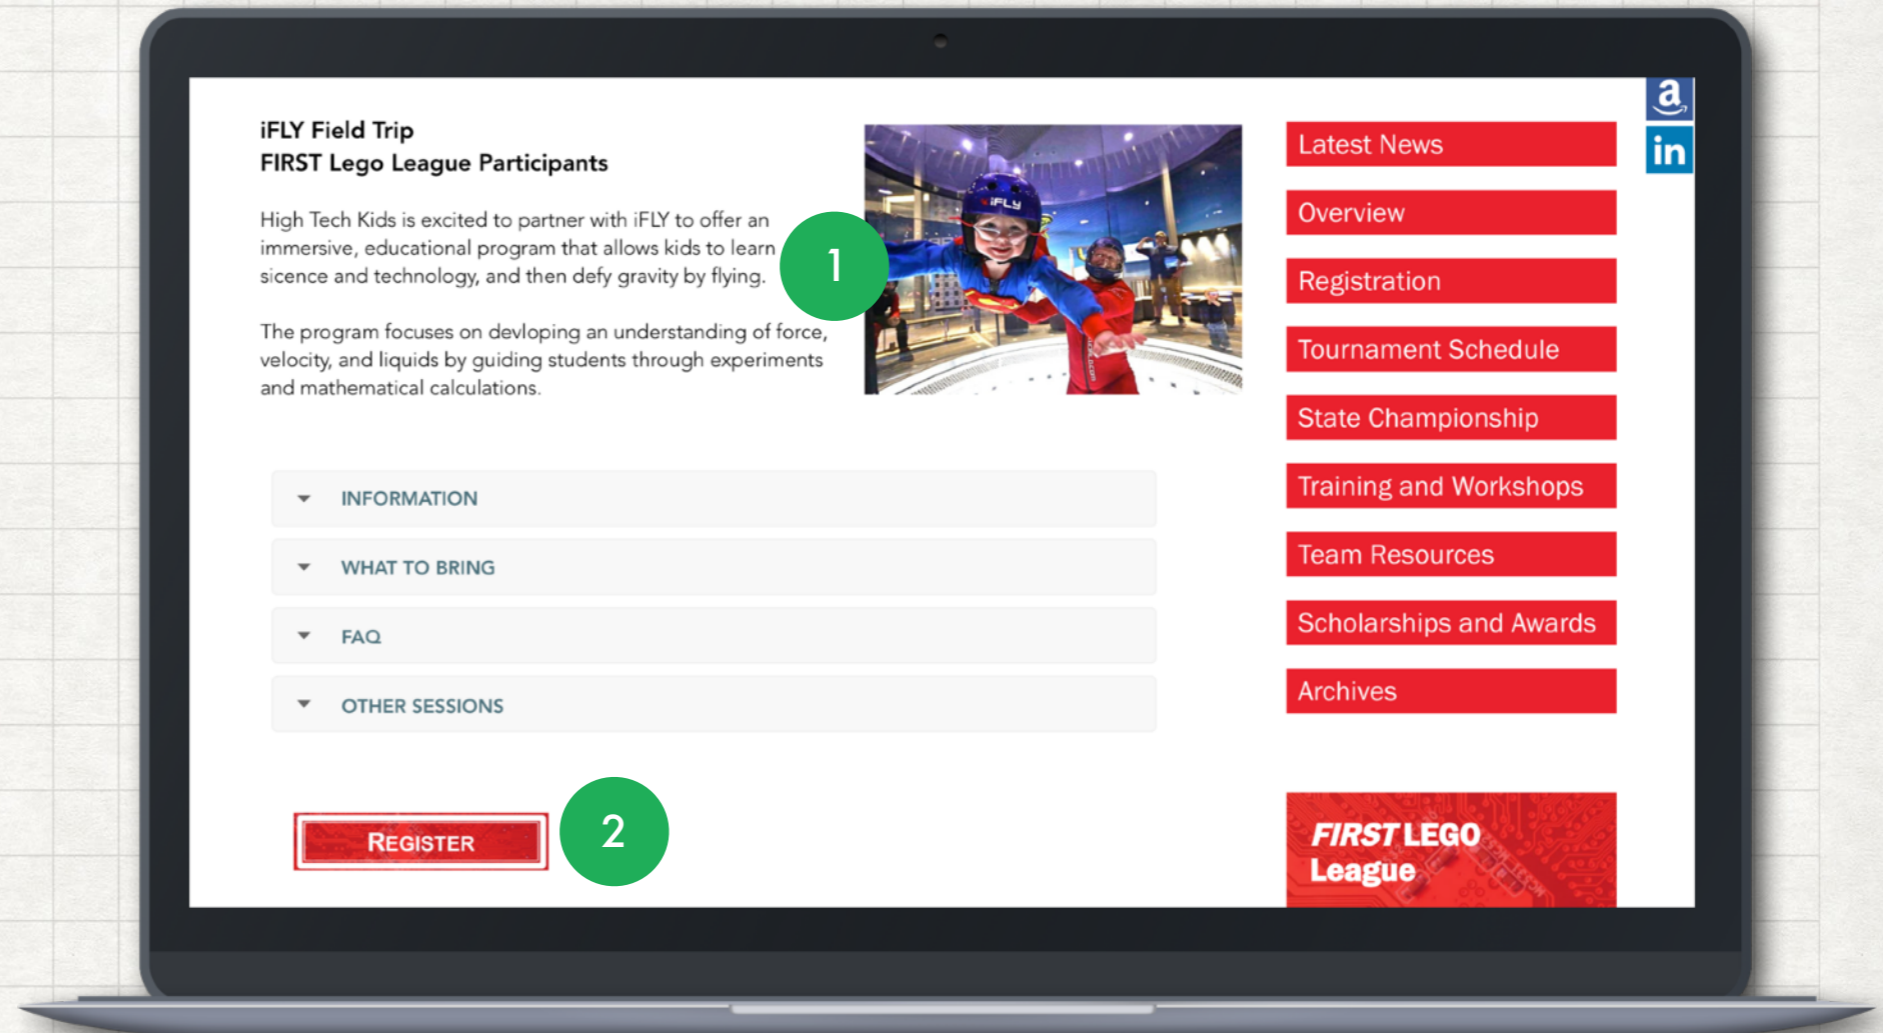 iFLY Field Trip
FIRST Lego League Participants
High Tech Kids is excited to partner with iFLY to offer an
immersive, educational program that allows kids to learn
sicence and technology, and then defy gravity by flying.
The program focuses on devloping an understanding of force,
velocity, and liquids by guiding students through experiments
and mathematical calculations.
1
iFLY
INFORMATION
WHAT TO BRING
FAQ
OTHER SESSIONS
REGISTER
2
Latest News
Overview
Registration
Tournament Schedule
State Championship
Training and Workshops
Team Resources
Scholarships and Awards
Archives
FIRST LEGO
League
a
in